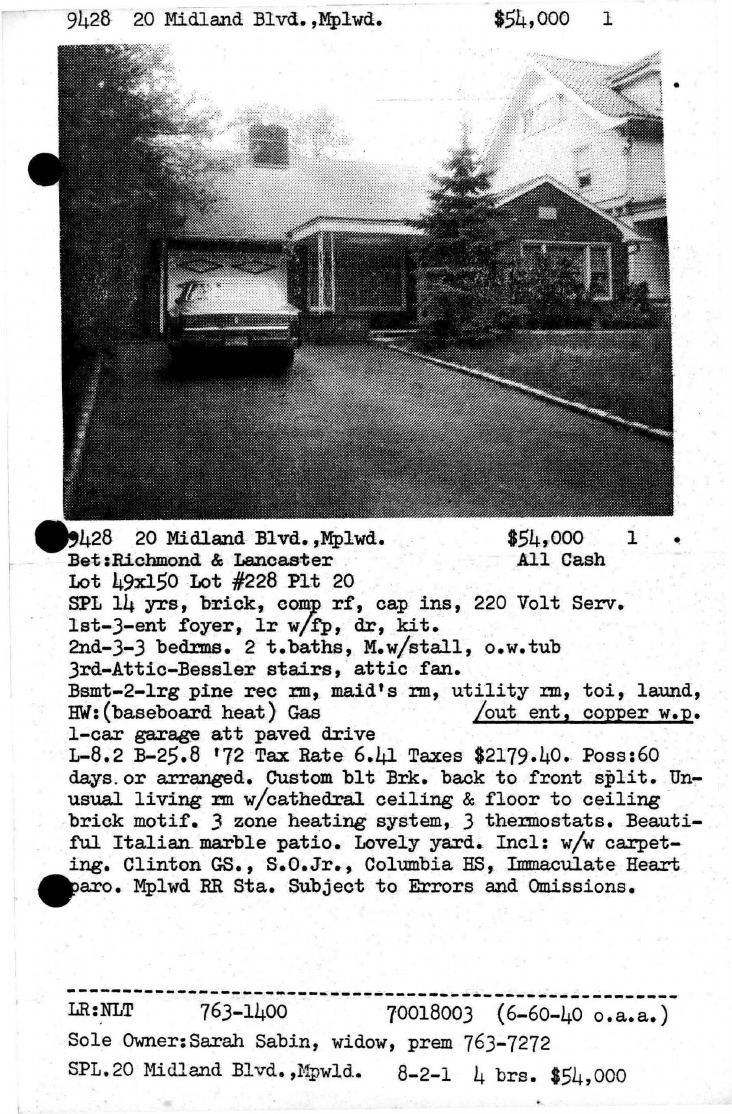 9428 20 Midland Blvd.,Mplwd. $54,000 1
9428 20 Midland Blvd.,Mplwd. $54,000 1
Bet:Richmond & Lancaster All Cash
Lot 49x150 Lot #228 Plt 20
SPL 14 yrs, brick, comp rf, cap ins, 220 Volt Serv.
1st-3-ent foyer, lr w/fp, dr, kit.
2nd-3-3 bedrms. 2 t.baths, M.w/stall, o.w.tub
3rd-Attic-Bessler stairs, attic fan.
Bsmt-2-lrg pine rec rm, maid's rm, utility rm, toi, laund,
HW:(baseboard heat) Gas /out ent, copper w.p.
1-car garage att paved drive
L-8.2 B-25.8 '72 Tax Rate 6.41 Taxes $2179.40. Poss:60
days.or arranged. Custom blt Brk. back to front split. Un-
usual living rm w/cathedral ceiling & floor to ceiling
brick motif. 3 zone heating system, 3 thermostats. Beauti-
ful Italian marble patio. Lovely yard. Incl: w/w carpet-
ing. Clinton GS., S.O.Jr., Columbia HS, Immaculate Heart
paro. Mplwd RR Sta. Subject to Errors and Omissions.
LR:NLT 763-1400 70018003 (6-60-40 o.a.a.)
Sole Owner:Sarah Sabin, widow, prem 763-7272
SPL.20 Midland Blvd.,Mpwld. 8-2-1 4 brs. $54,000